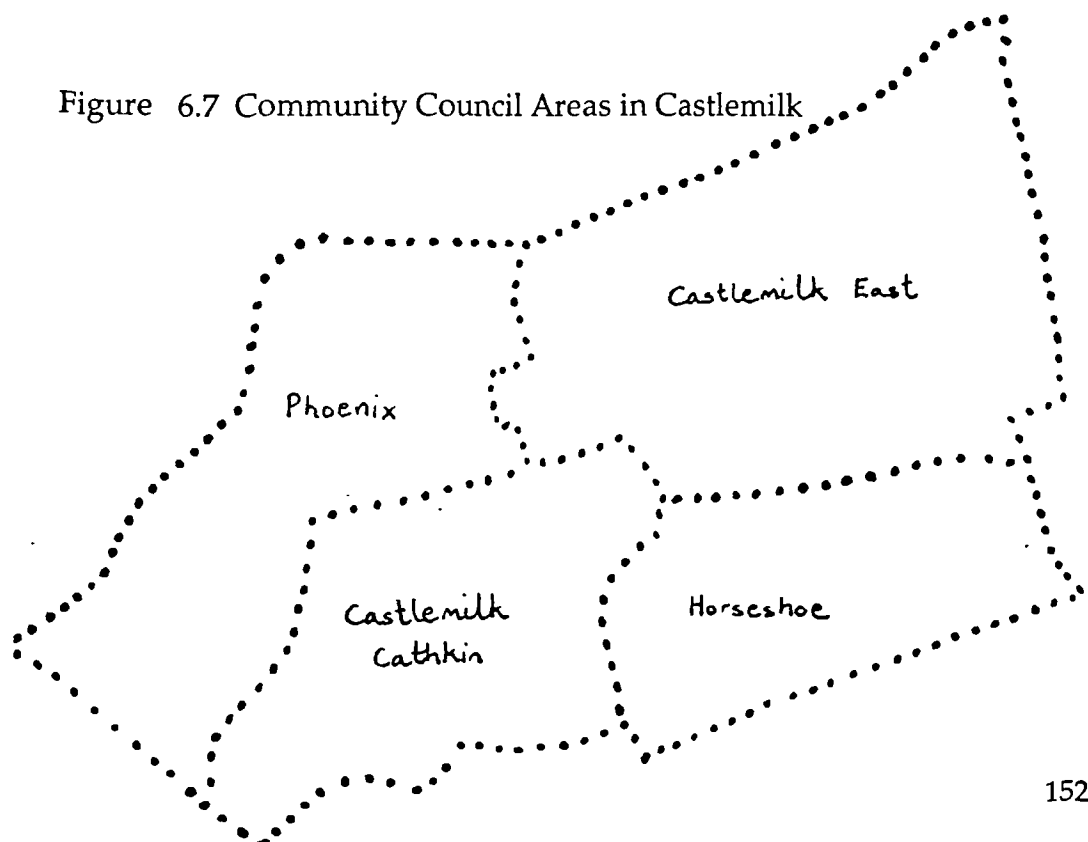 Figure 6.7 Community Council Areas in Castlemilk
Castlemilk East
Phoenix
Castlemilk
Cathkin
Horseshoe
152